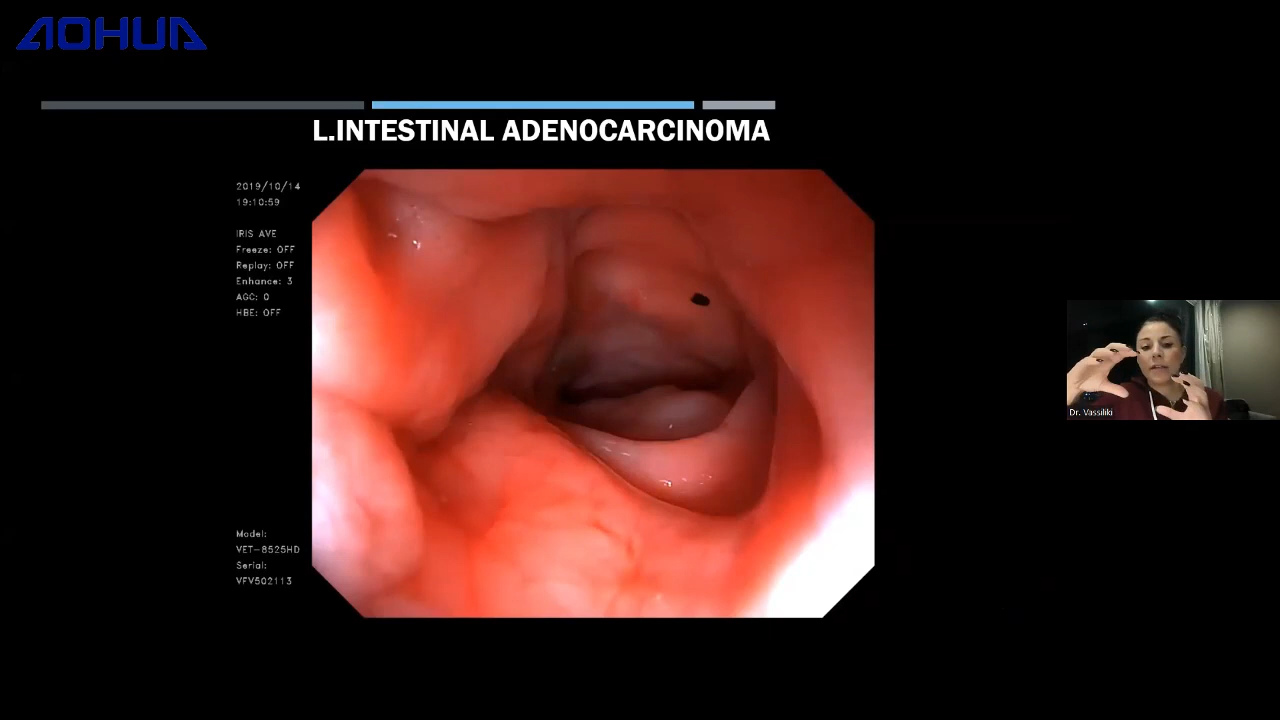 AOHUA
L.INTESTINAL ADENOCARCINOMA
2019/10/14
19:10:59
IRIS AVE
Freeze: OFF
Replay: OFF
Enhance: 3
AGC: 0
HBE: OFF
Model:
VET-8525HD
Serial:
VFV502113
Dr. Vassiliki